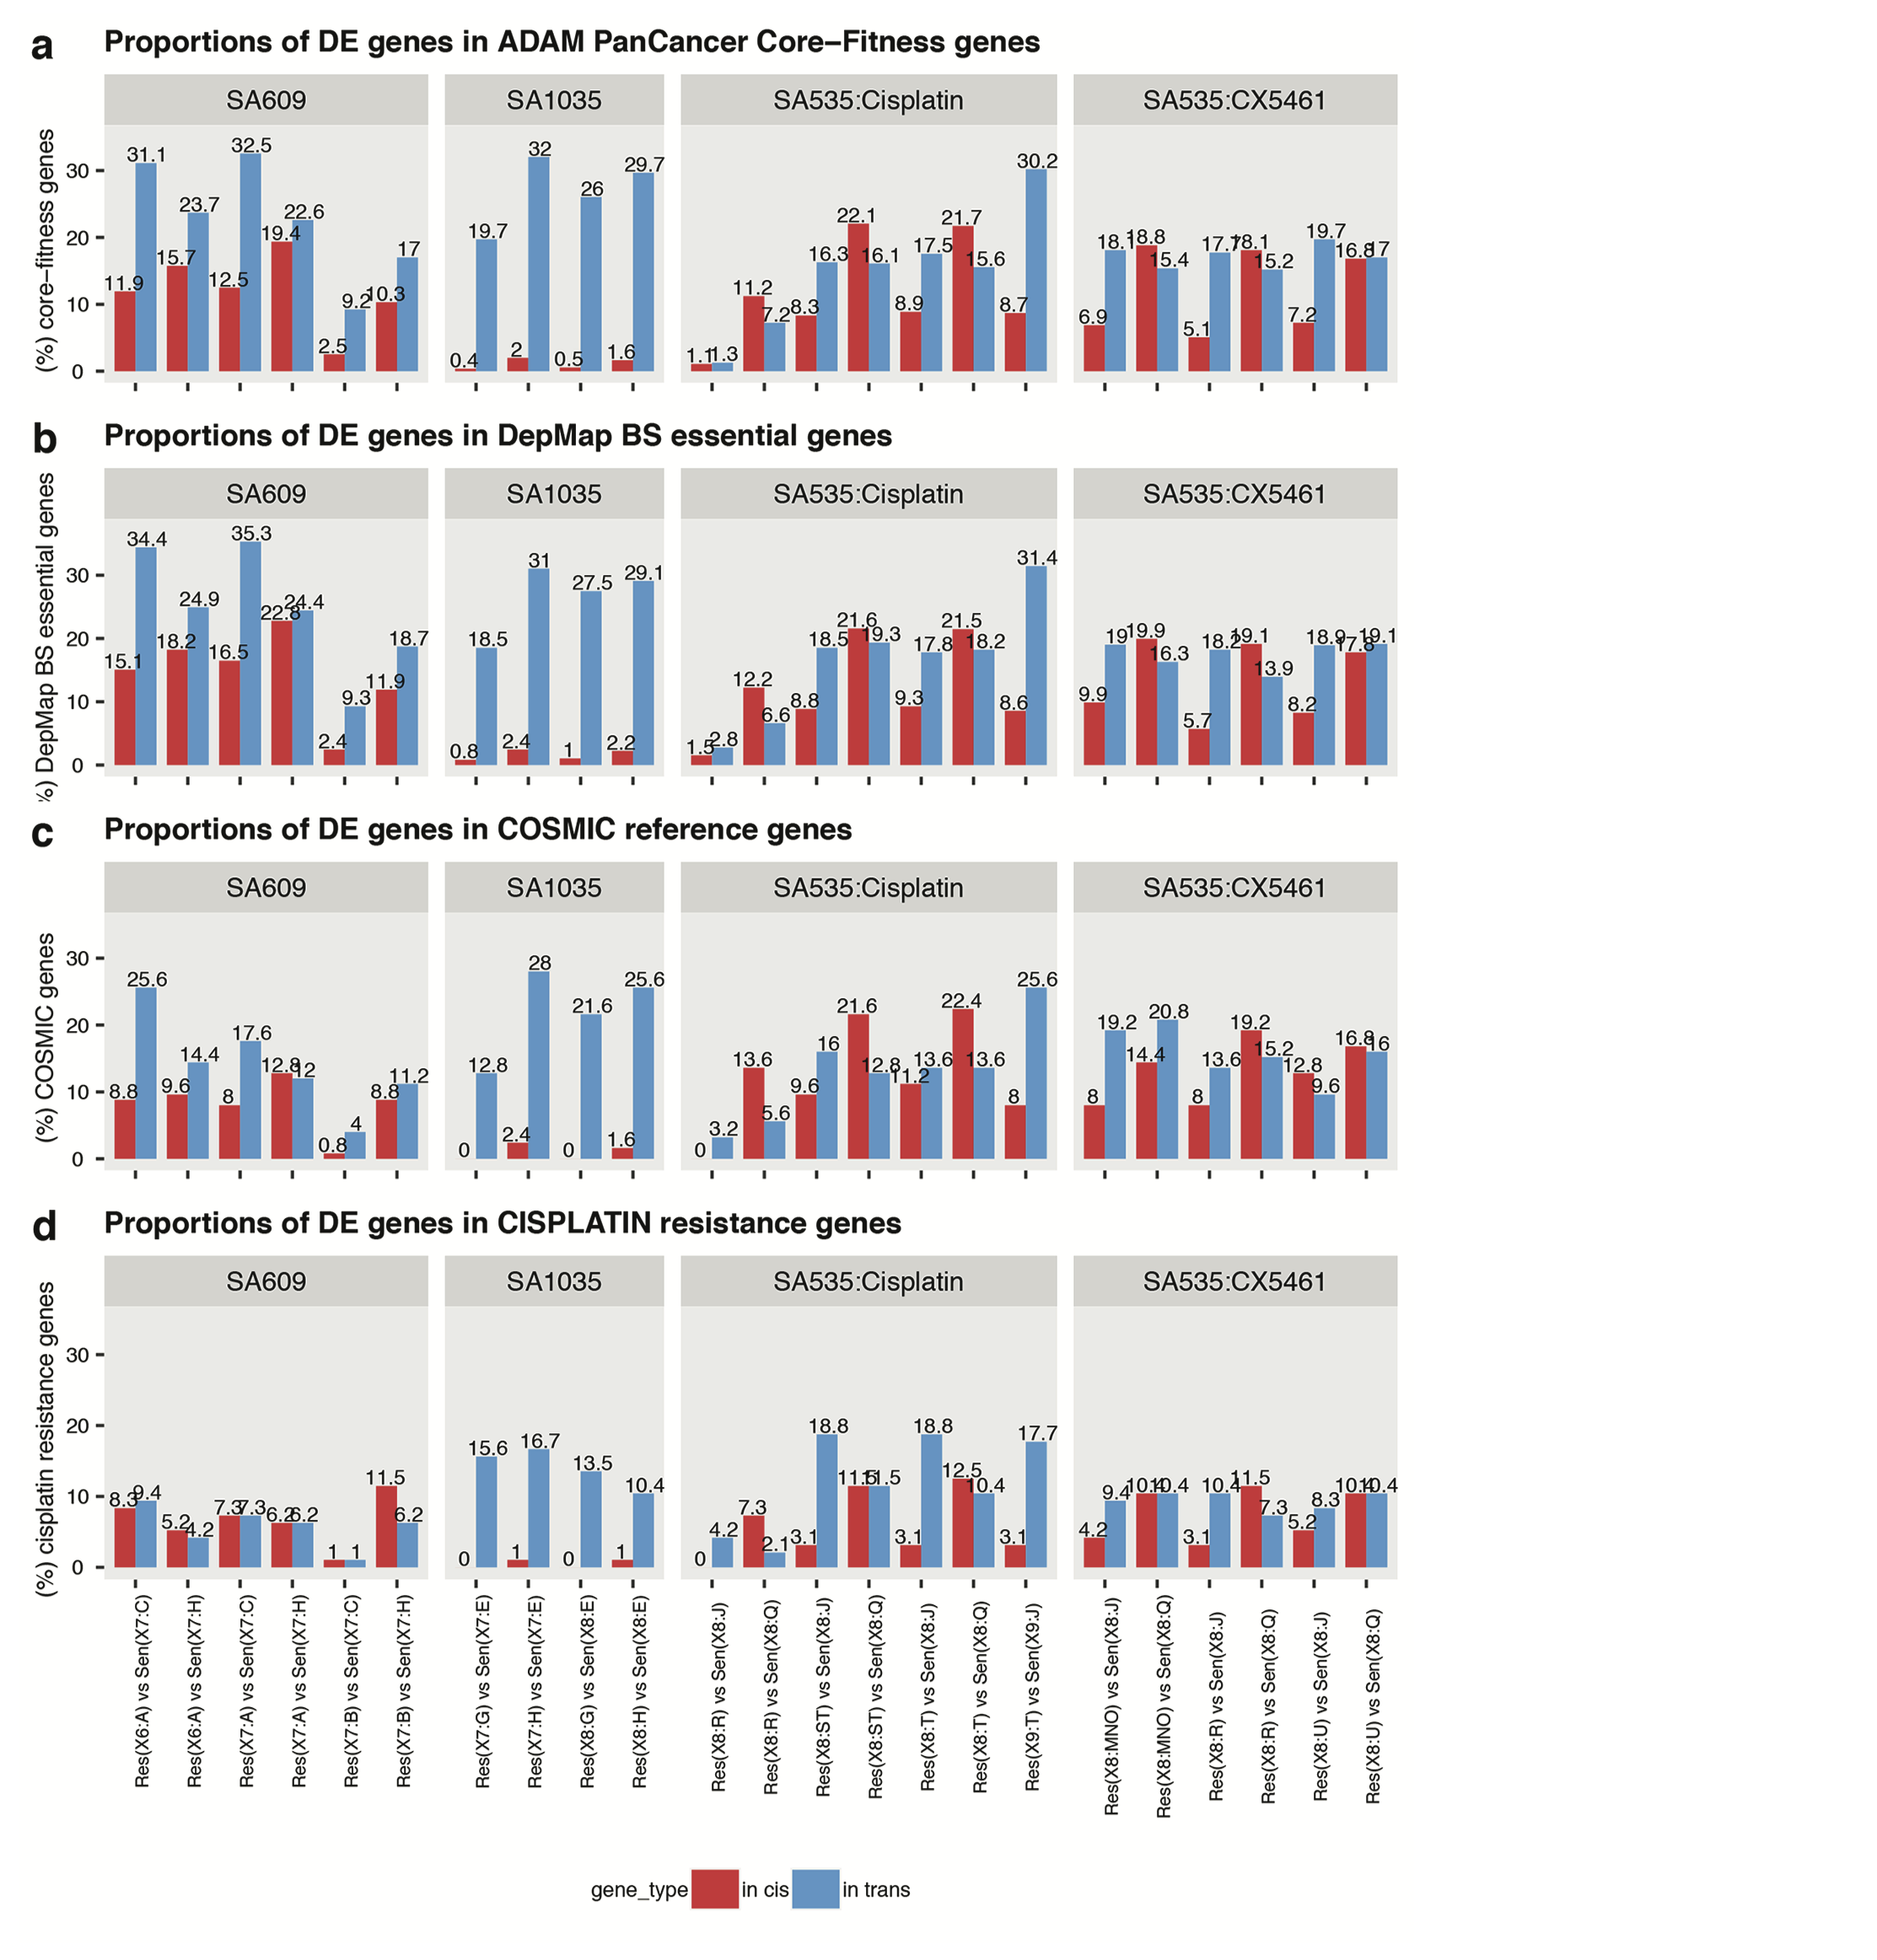 a Proportions of DE genes in ADAM PanCancer Core–Fitness genes
SA609 SA1035 SA535:Cisplatin SA535:CX5461
(%) core–fitness genes
30
20
10
0
11.9 31.1 15.7 23.7 12.5 32.5 19.4 22.6 2.5 9.2 10.3 17
0.4 19.7 2 32 0.5 26 1.6 29.7
1.1 1.3 11.2 7.2 8.3 16.3 22.1 16.1 8.9 17.5 21.7 15.6 8.7 30.2
6.9 18.1 18.8 15.4 5.1 17.7 18.1 15.2 7.2 19.7 16.8 17
b Proportions of DE genes in DepMap BS essential genes
SA609 SA1035 SA535:Cisplatin SA535:CX5461
%) DepMap BS essential genes
30
20
10
0
15.1 34.4 18.2 24.9 16.5 35.3 22.8 24.4 2.4 9.3 11.9 18.7
0.8 18.5 2.4 31 1 27.5 2.2 29.1
1.5 2.8 12.2 6.6 8.8 18.5 21.6 19.3 9.3 17.8 21.5 18.2 8.6 31.4
9.9 19 19.9 16.3 5.7 18.2 19.1 13.9 8.2 18.9 17.8 19.1
c Proportions of DE genes in COSMIC reference genes
SA609 SA1035 SA535:Cisplatin SA535:CX5461
(%) COSMIC genes
30
20
10
0
8.8 25.6 9.6 14.4 8 17.6 12.8 12 0.8 4 8.8 11.2
0 12.8 2.4 28 0 21.6 1.6 25.6
0 3.2 13.6 5.6 9.6 16 21.6 12.8 11.2 13.6 22.4 13.6 8 25.6
8 19.2 14.4 20.8 8 13.6 19.2 15.2 12.8 9.6 16.8 16
d Proportions of DE genes in CISPLATIN resistance genes
SA609 SA1035 SA535:Cisplatin SA535:CX5461
(%) cisplatin resistance genes
30
20
10
0
8.3 9.4 5.2 4.2 7.3 7.3 6.2 6.2 1 1 11.5 6.2
0 15.6 1 16.7 0 13.5 1 10.4
0 4.2 7.3 2.1 3.1 18.8 11.5 11.5 3.1 18.8 12.5 10.4 3.1 17.7
4.2 9.4 10.4 10.4 3.1 10.4 11.5 7.3 5.2 8.3 10.4 10.4
Res(X6:A) vs Sen(X7:C)
Res(X6:A) vs Sen(X7:H)
Res(X7:A) vs Sen(X7:C)
Res(X7:A) vs Sen(X7:H)
Res(X7:B) vs Sen(X7:C)
Res(X7:B) vs Sen(X7:H)
Res(X7:G) vs Sen(X7:E)
Res(X7:H) vs Sen(X7:E)
Res(X8:G) vs Sen(X8:E)
Res(X8:H) vs Sen(X8:E)
Res(X8:R) vs Sen(X8:J)
Res(X8:R) vs Sen(X8:Q)
Res(X8:ST) vs Sen(X8:J)
Res(X8:ST) vs Sen(X8:Q)
Res(X8:T) vs Sen(X8:J)
Res(X8:T) vs Sen(X8:Q)
Res(X9:T) vs Sen(X9:J)
Res(X8:MNO) vs Sen(X8:J)
Res(X8:MNO) vs Sen(X8:Q)
Res(X8:R) vs Sen(X8:J)
Res(X8:R) vs Sen(X8:Q)
Res(X8:U) vs Sen(X8:J)
Res(X8:U) vs Sen(X8:Q)
gene_type in cis in trans